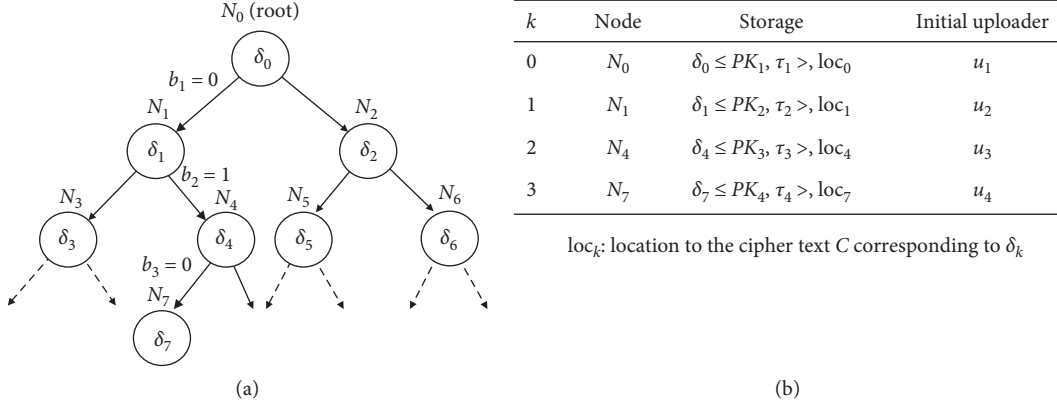 N₀ (root)
δ₀
b₁ = 0
N₁
N₂
δ₁
δ₂
b₂ = 1
N₃
N₄
N₅
N₆
δ₃
δ₄
δ₅
δ₆
b₃ = 0
N₇
δ₇
(a)
k Node Storage Initial uploader
0 N₀ δ₀ ≤ PK₁, τ₁ >, loc₀ u₁
1 N₁ δ₁ ≤ PK₂, τ₂ >, loc₁ u₂
2 N₄ δ₄ ≤ PK₃, τ₃ >, loc₄ u₃
3 N₇ δ₇ ≤ PK₄, τ₄ >, loc₇ u₄
locₖ: location to the cipher text C corresponding to δₖ
(b)